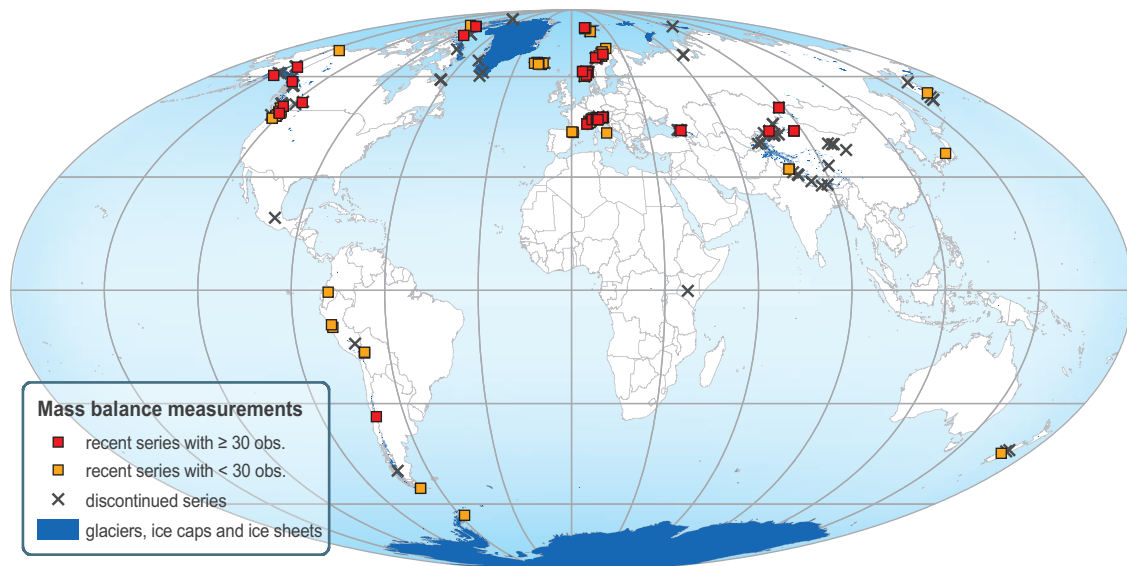 Mass balance measurements
recent series with ≥ 30 obs.
recent series with < 30 obs.
discontinued series
glaciers, ice caps and ice sheets